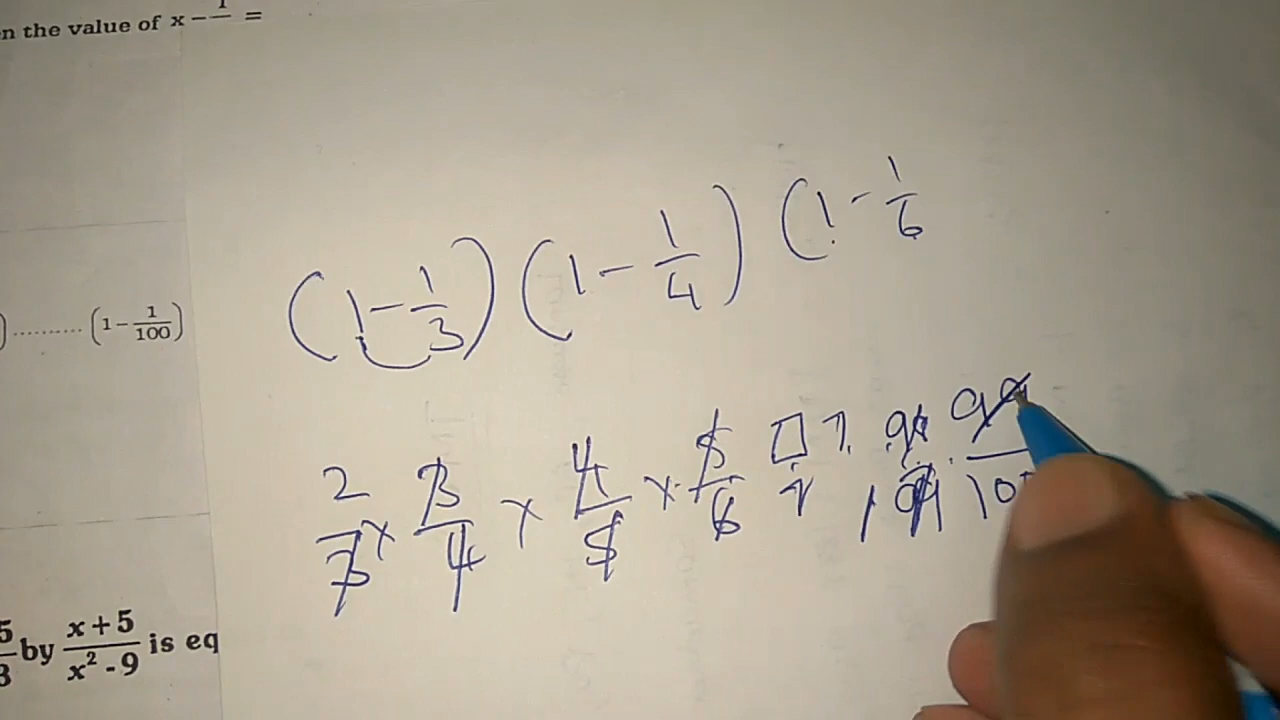 n the value of x - 1/ =
(1 - 1/3) (1 - 1/4) (1 - 1/6
) .......... (1 - 1/100)
2/3 × 3/4 × 4/5 × 5/6
5/3 by x+5/x² - 9 is eq